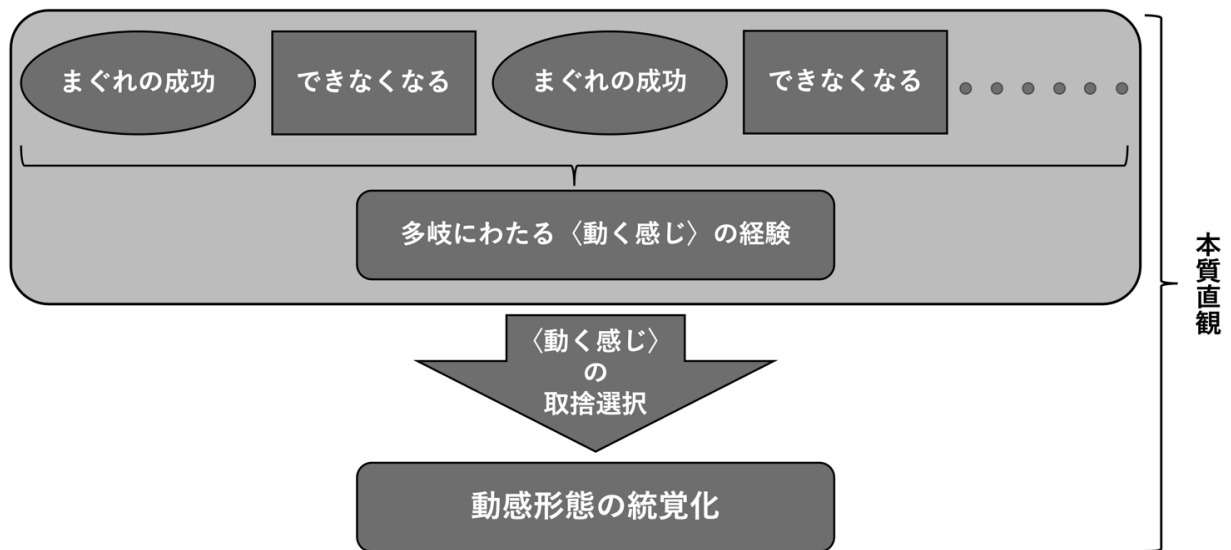 まぐれの成功
できなくなる
まぐれの成功
できなくなる
多岐にわたる〈動く感じ〉の経験
〈動く感じ〉
の
取捨選択
動感形態の統覚化
本質直観